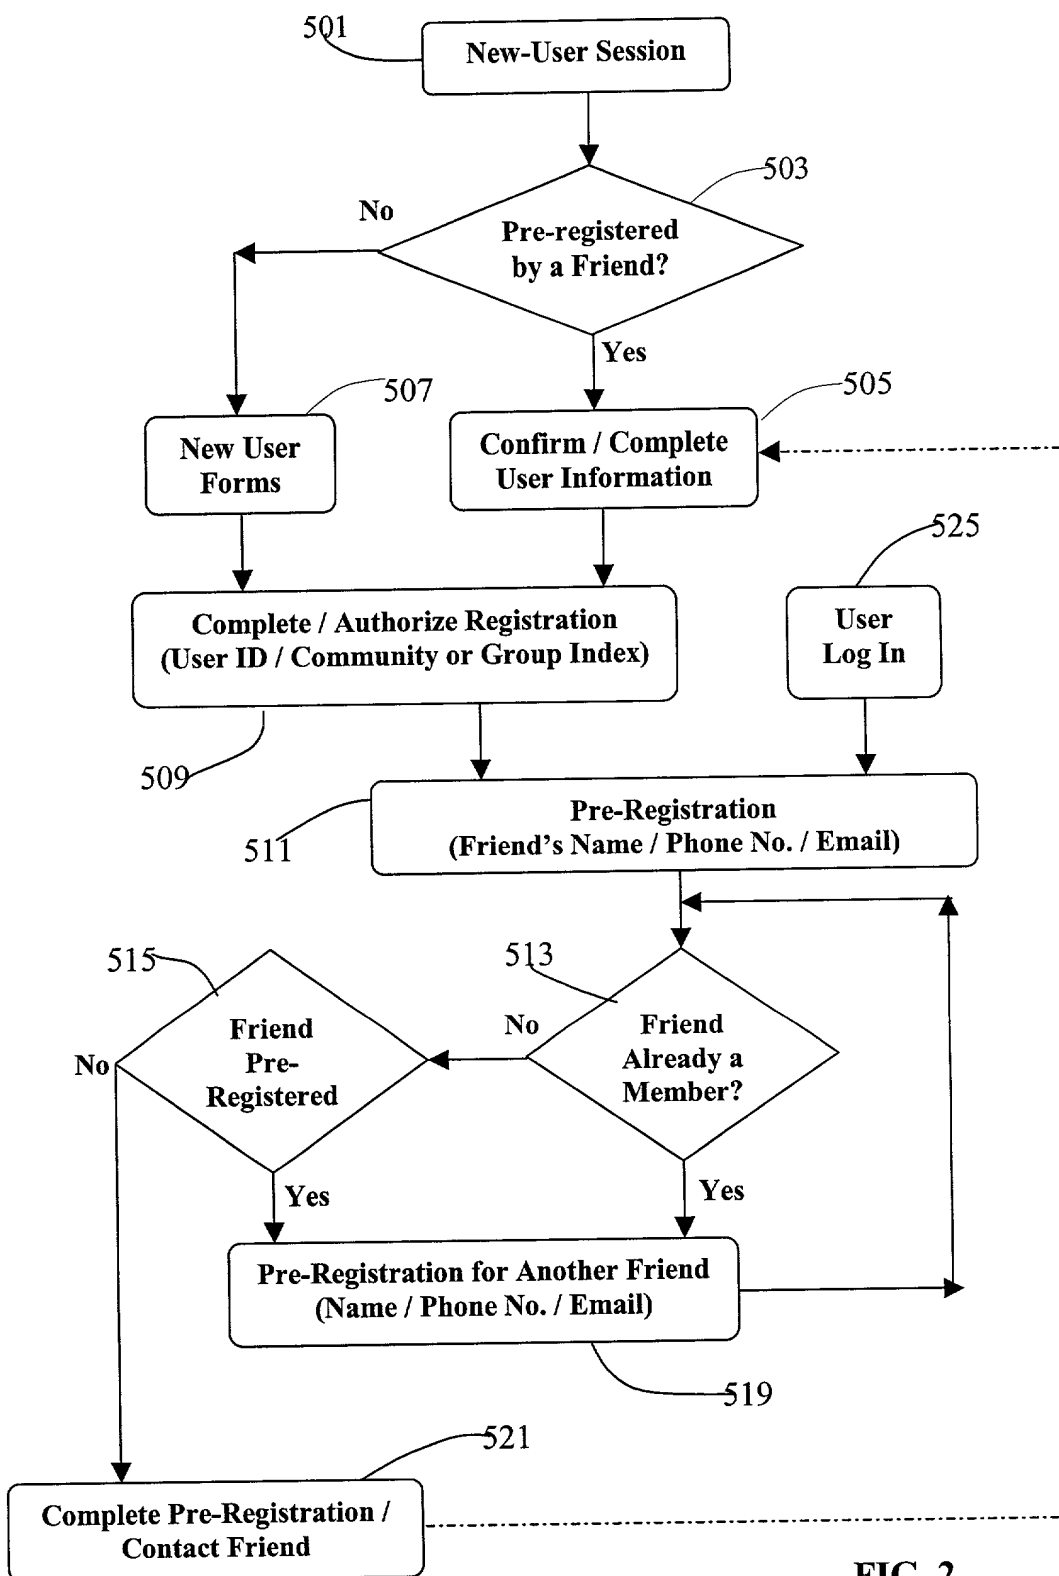 501
New-User Session
503
No
Pre-registered
by a Friend?
Yes
507
505
New User
Forms
Confirm / Complete
User Information
525
Complete / Authorize Registration
(User ID / Community or Group Index)
User
Log In
509
511
Pre-Registration
(Friend's Name / Phone No. / Email)
515
513
No
Friend
Pre-
Registered
No
Friend
Already a
Member?
Yes
Yes
Pre-Registration for Another Friend
(Name / Phone No. / Email)
519
521
Complete Pre-Registration /
Contact Friend
FIG. 2